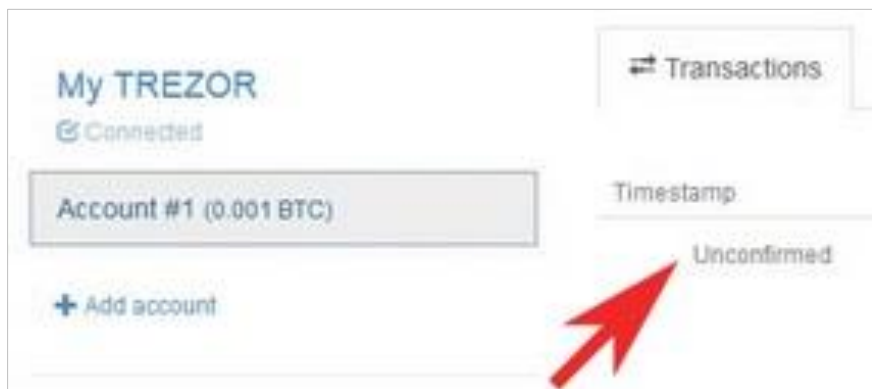 My TREZOR
Connected
Account #1 (0.001 BTC)
Add account
Transactions
Timestamp
Unconfirmed